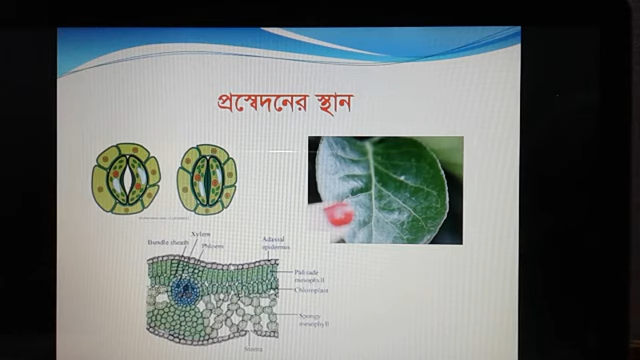 প্রস্বেদনের স্থান
Xylem
Bundle sheath
Phloem
Adaxial
epidermis
Palisade
mesophyll
Chloroplast
Spongy
mesophyll
Stoma